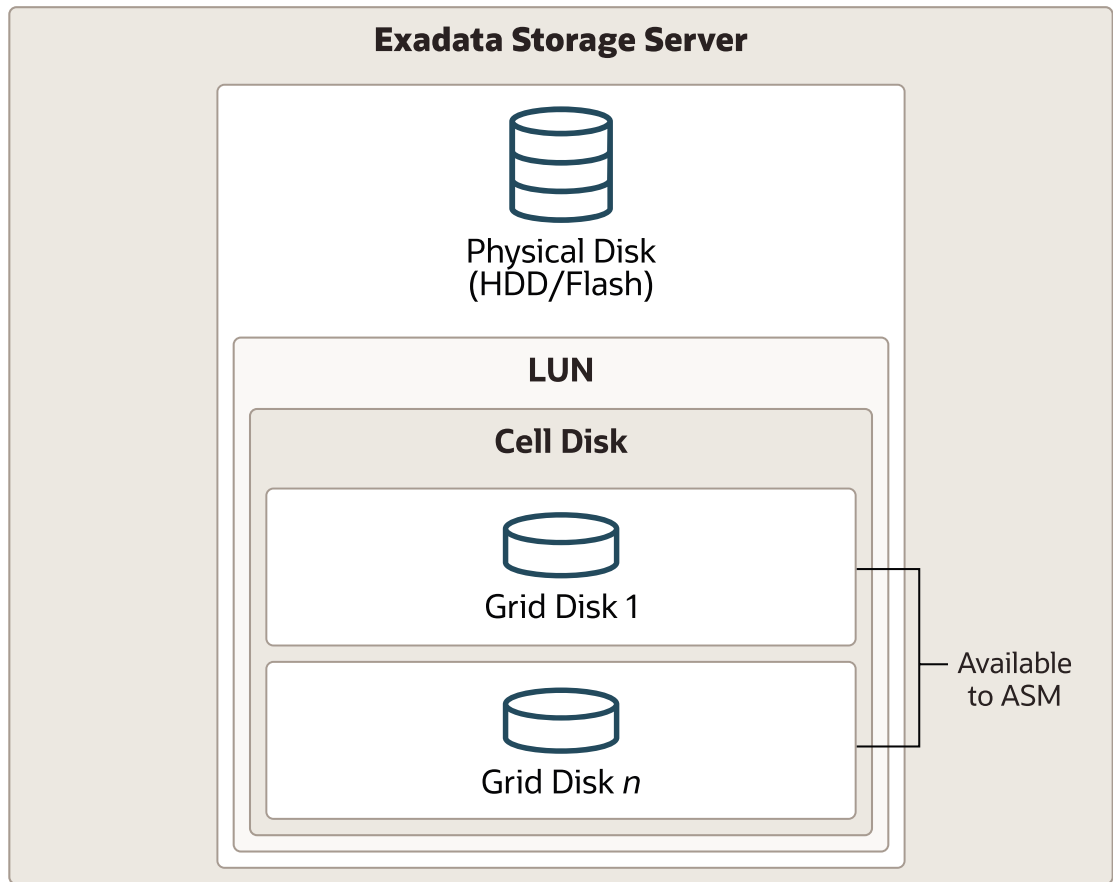 Exadata Storage Server
Physical Disk
(HDD/Flash)
LUN
Cell Disk
Grid Disk 1
Grid Disk n
Available
to ASM